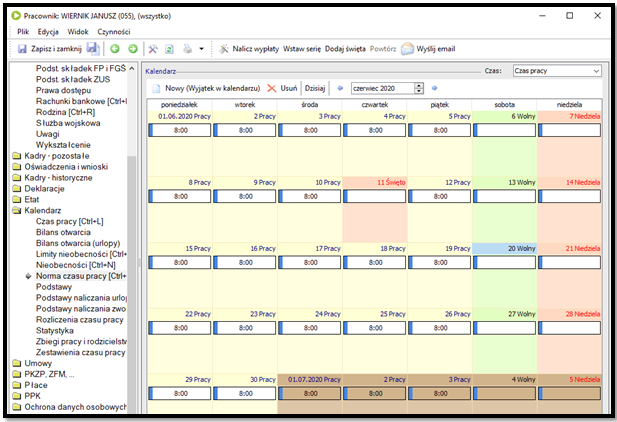 Pracownik: WIERNIK JANUSZ (055), (wszystko)
Plik Edycja Widok Czynności
Zapisz i zamknij Nalicz wypłaty Wstaw serię Dodaj święta Powtórz Wyślij email
Podst. składek FP i FGŚ
Podst. składek ZUS
Prawa dostępu
Rachunki bankowe [Ctrl+
Rodzina [Ctrl+R]
Służba wojskowa
Uwagi
Wykształcenie
Kadry - pozostałe
Oświadczenia i wnioski
Kadry - historyczne
Deklaracje
Etat
Kalendarz
Czas pracy [Ctrl+L]
Bilans otwarcia
Bilans otwarcia (urlopy)
Limity nieobecności [Ctrl+
Nieobecności [Ctrl+N]
Norma czasu pracy [Ctrl+
Podstawy
Podstawy naliczania urlop
Podstawy naliczania zwo
Rozliczenia czasu pracy
Statystyka
Zbiegi pracy i rodzicielstw
Zestawienia czasu pracy
Umowy
PKZP, ZFM, ...
Płace
PPK
Ochrona danych osobowych
Kalendarz Czas: Czas pracy
Nowy (Wyjątek w kalendarzu) Usuń Dzisiaj czerwiec 2020
poniedziałek wtorek środa czwartek piątek sobota niedziela
01.06.2020 Pracy 2 Pracy 3 Pracy 4 Pracy 5 Pracy 6 Wolny 7 Niedziela
8:00 8:00 8:00 8:00 8:00
8 Pracy 9 Pracy 10 Pracy 11 Święto 12 Pracy 13 Wolny 14 Niedziela
8:00 8:00 8:00 8:00
15 Pracy 16 Pracy 17 Pracy 18 Pracy 19 Pracy 20 Wolny 21 Niedziela
8:00 8:00 8:00 8:00 8:00
22 Pracy 23 Pracy 24 Pracy 25 Pracy 26 Pracy 27 Wolny 28 Niedziela
8:00 8:00 8:00 8:00 8:00
29 Pracy 30 Pracy 01.07.2020 Pracy 2 Pracy 3 Pracy 4 Wolny 5 Niedziela
8:00 8:00 8:00 8:00 8:00